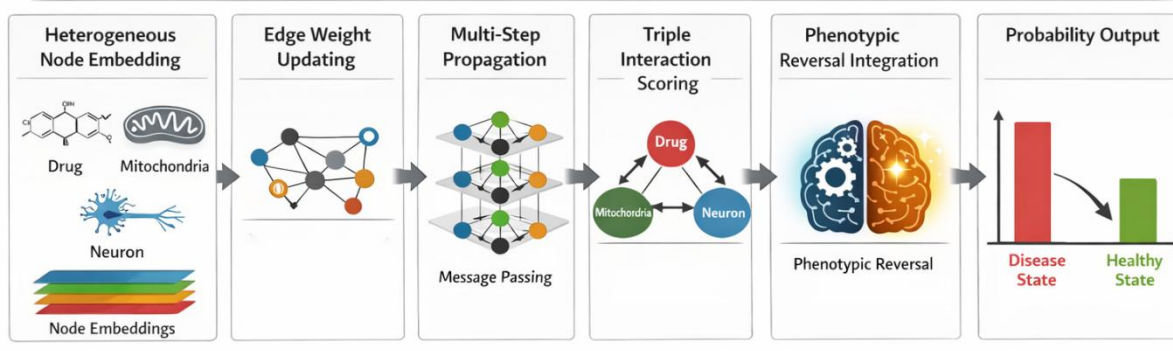 Heterogeneous
Node Embedding
Drug
Mitochondria
Neuron
Node Embeddings
Edge Weight
Updating
Multi-Step
Propagation
Message Passing
Triple
Interaction
Scoring
Drug
Mitochordria
Neuron
Phenotypic
Reversal Integration
Phenotypic Reversal
Probability Output
Disease
State
Healthy
State